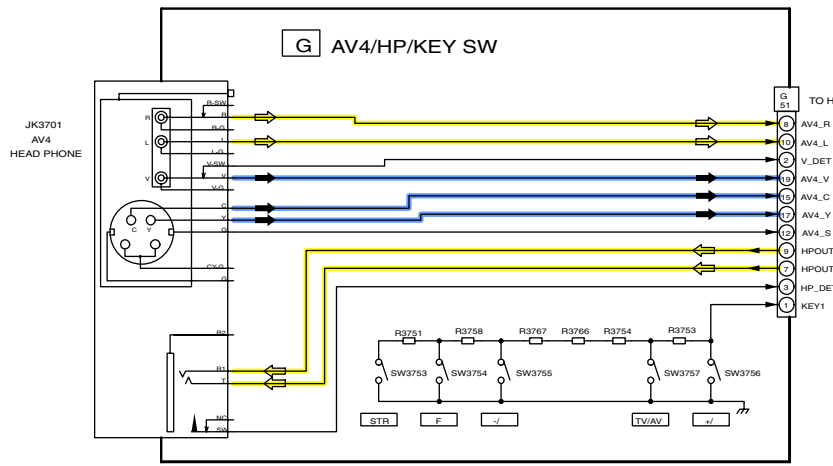 G AV4/HP/KEY SW
JK3701
AV4
HEAD PHONE
G
51
TO H
R-SW
R
R
8 AV4_R
R-G
L
L
10 AV4_L
L-G
V-SW
2 V_DET
V
V
19 AV4_V
V-G
C
15 AV4_C
Y
17 AV4_Y
C Y
G
12 AV4_S
9 HPOUT
CY-G
7 HPOUT
G
3 HP_DET
1 KEY1
R2
R3751 R3758 R3767 R3766 R3754 R3753
R1
T
SW3753 SW3754 SW3755 SW3757 SW3756
NC
SW
STR F -/ TV/AV +/